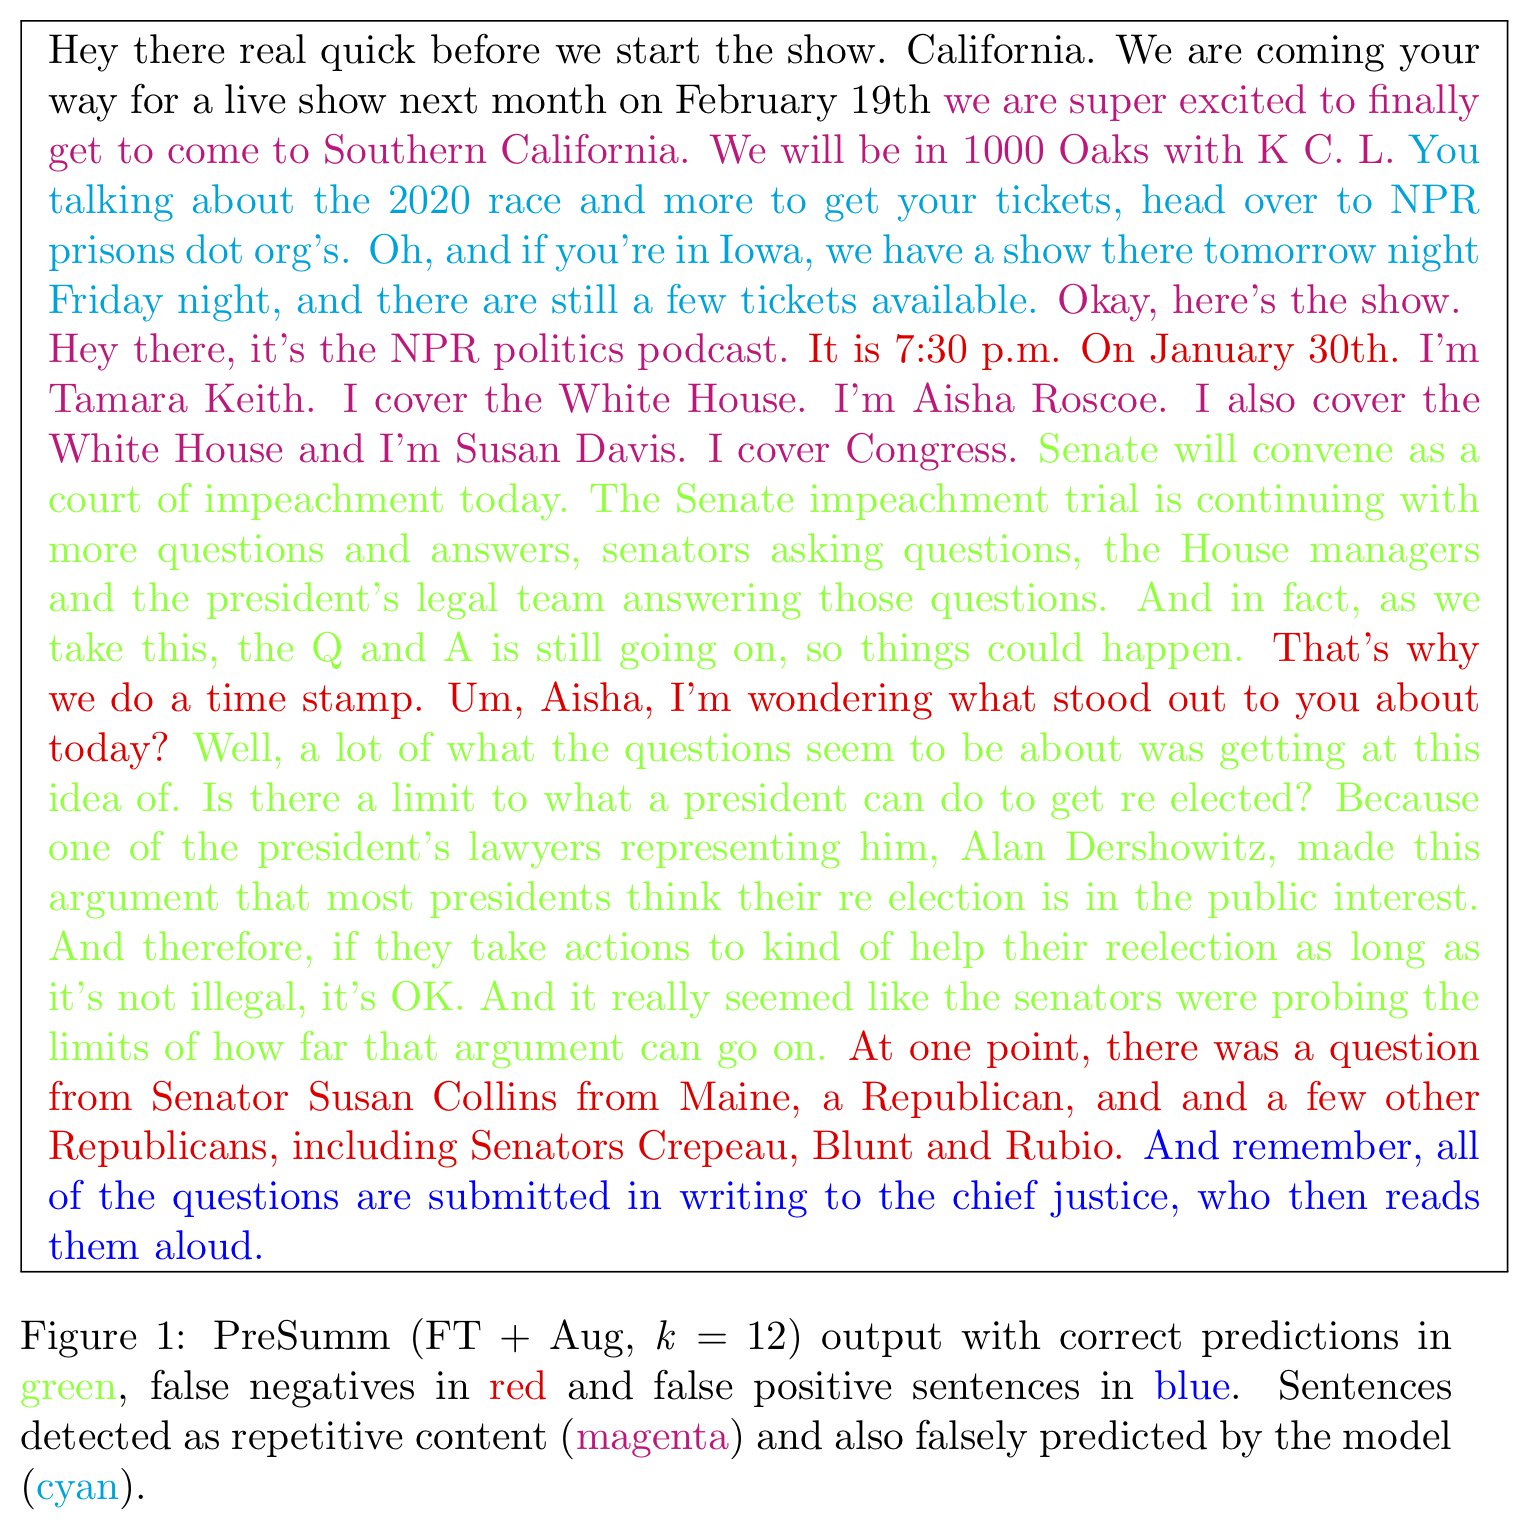 Hey there real quick before we start the show. California. We are coming your
way for a live show next month on February 19th we are super excited to finally
get to come to Southern California. We will be in 1000 Oaks with K C. L. You
talking about the 2020 race and more to get your tickets, head over to NPR
prisons dot org's. Oh, and if you're in Iowa, we have a show there tomorrow night
Friday night, and there are still a few tickets available. Okay, here's the show.
Hey there, it's the NPR politics podcast. It is 7:30 p.m. On January 30th. I'm
Tamara Keith. I cover the White House. I'm Aisha Roscoe. I also cover the
White House and I'm Susan Davis. I cover Congress. Senate will convene as a
court of impeachment today. The Senate impeachment trial is continuing with
more questions and answers, senators asking questions, the House managers
and the president's legal team answering those questions. And in fact, as we
take this, the Q and A is still going on, so things could happen. That's why
we do a time stamp. Um, Aisha, I'm wondering what stood out to you about
today? Well, a lot of what the questions seem to be about was getting at this
idea of. Is there a limit to what a president can do to get re elected? Because
one of the president's lawyers representing him, Alan Dershowitz, made this
argument that most presidents think their re election is in the public interest.
And therefore, if they take actions to kind of help their reelection as long as
it's not illegal, it's OK. And it really seemed like the senators were probing the
limits of how far that argument can go on. At one point, there was a question
from Senator Susan Collins from Maine, a Republican, and and a few other
Republicans, including Senators Crepeau, Blunt and Rubio. And remember, all
of the questions are submitted in writing to the chief justice, who then reads
them aloud.
Figure 1: PreSumm (FT + Aug, k = 12) output with correct predictions in
green, false negatives in red and false positive sentences in blue. Sentences
detected as repetitive content (magenta) and also falsely predicted by the model
(cyan).